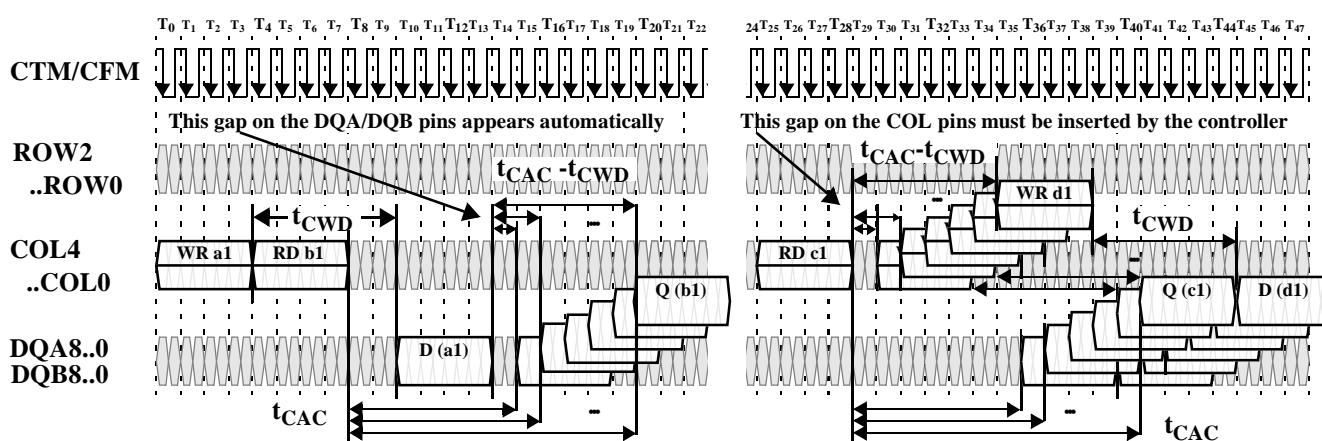 T0 T1 T2 T3 T4 T5 T6 T7 T8 T9 T10 T11 T12 T13 T14 T15 T16 T17 T18 T19 T20 T21 T22
24 T25 T26 T27 T28 T29 T30 T31 T32 T33 T34 T35 T36 T37 T38 T39 T40 T41 T42 T43 T44 T45 T46 T47
CTM/CFM
This gap on the DQA/DQB pins appears automatically
This gap on the COL pins must be inserted by the controller
ROW2
..ROW0
tCAC -tCWD
tCAC-tCWD
...
WR d1
tCWD
...
tCWD
COL4
..COL0
WR a1
RD b1
RD c1
...
Q (b1)
Q (c1)
D (d1)
DQA8..0
DQB8..0
D (a1)
tCAC
...
...
tCAC